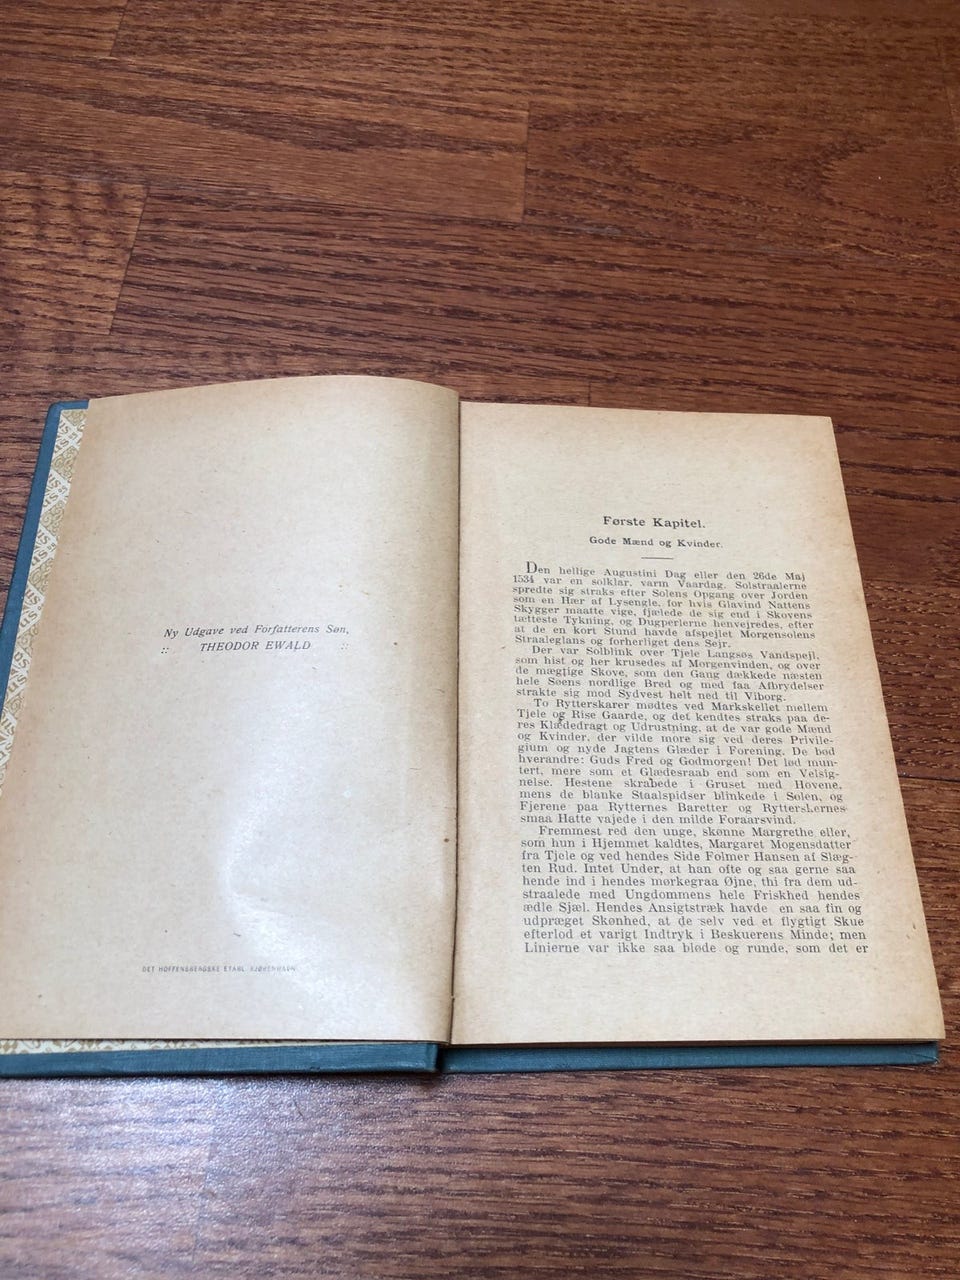 Ny Udgave ved Forfatterens Søn,
:: THEODOR EWALD ::
DET HOFFENSBERGSKE ETABL. KJØBENHAVN
Første Kapitel.
Gode Mænd og Kvinder.
Den hellige Augustini Dag eller den 26de Maj
1534 var en solklar, varm Vaardag. Solstraalerne
spredte sig straks efter Solens Opgang over Jorden
som en Hær af Lysengle, for hvis Glavind Nattens
Skygger maatte vige, fjælede de sig end i Skovens
tætteste Tykning, og Dugperlerne henvejredes, efter
at de en kort Stund havde afspejlet Morgensolens
Straaleglans og forherliget dens Sejr.
Der var Solblink over Tjele Langsøs Vandspejl,
som hist og her krusedes af Morgenvinden, og over
de mægtige Skove, som den Gang dækkede næsten
hele Søens nordlige Bred og med faa Afbrydelser
strakte sig mod Sydvest helt ned til Viborg.
To Rytterskarer mødtes ved Markskellet mellem
Tjele og Rise Gaarde, og det kendtes straks paa de-
res Klædedragt og Udrustning, at de var gode Mænd
og Kvinder, der vilde more sig ved deres Privile-
gium og nyde Jagtens Glæder i Forening. De bød
hverandre: Guds Fred og Godmorgen! Det lød mun-
tert, mere som et Glædesraab end som en Velsig-
nelse. Hestene skrabede i Gruset med Hovene,
mens de blanke Staalspidser blinkede i Solen, og
Fjerene paa Rytternes Baretter og Rytterskernes
smaa Hatte vajede i den milde Foraarsvind.
Fremmest red den unge, skønne Margrethe eller,
som hun i Hjemmet kaldtes, Margaret Mogensdatter
fra Tjele og ved hendes Side Folmer Hansen af Slæg-
ten Rud. Intet Under, at han ofte og saa gerne saa
hende ind i hendes mørkegraa Øjne, thi fra dem ud-
straalede med Ungdommens hele Friskhed hendes
ædle Sjæl. Hendes Ansigtstræk havde en saa fin og
udpræget Skønhed, at de selv ved et flygtigt Skue
efterlod et varigt Indtryk i Beskuerens Minde; men
Linierne var ikke saa bløde og runde, som det er